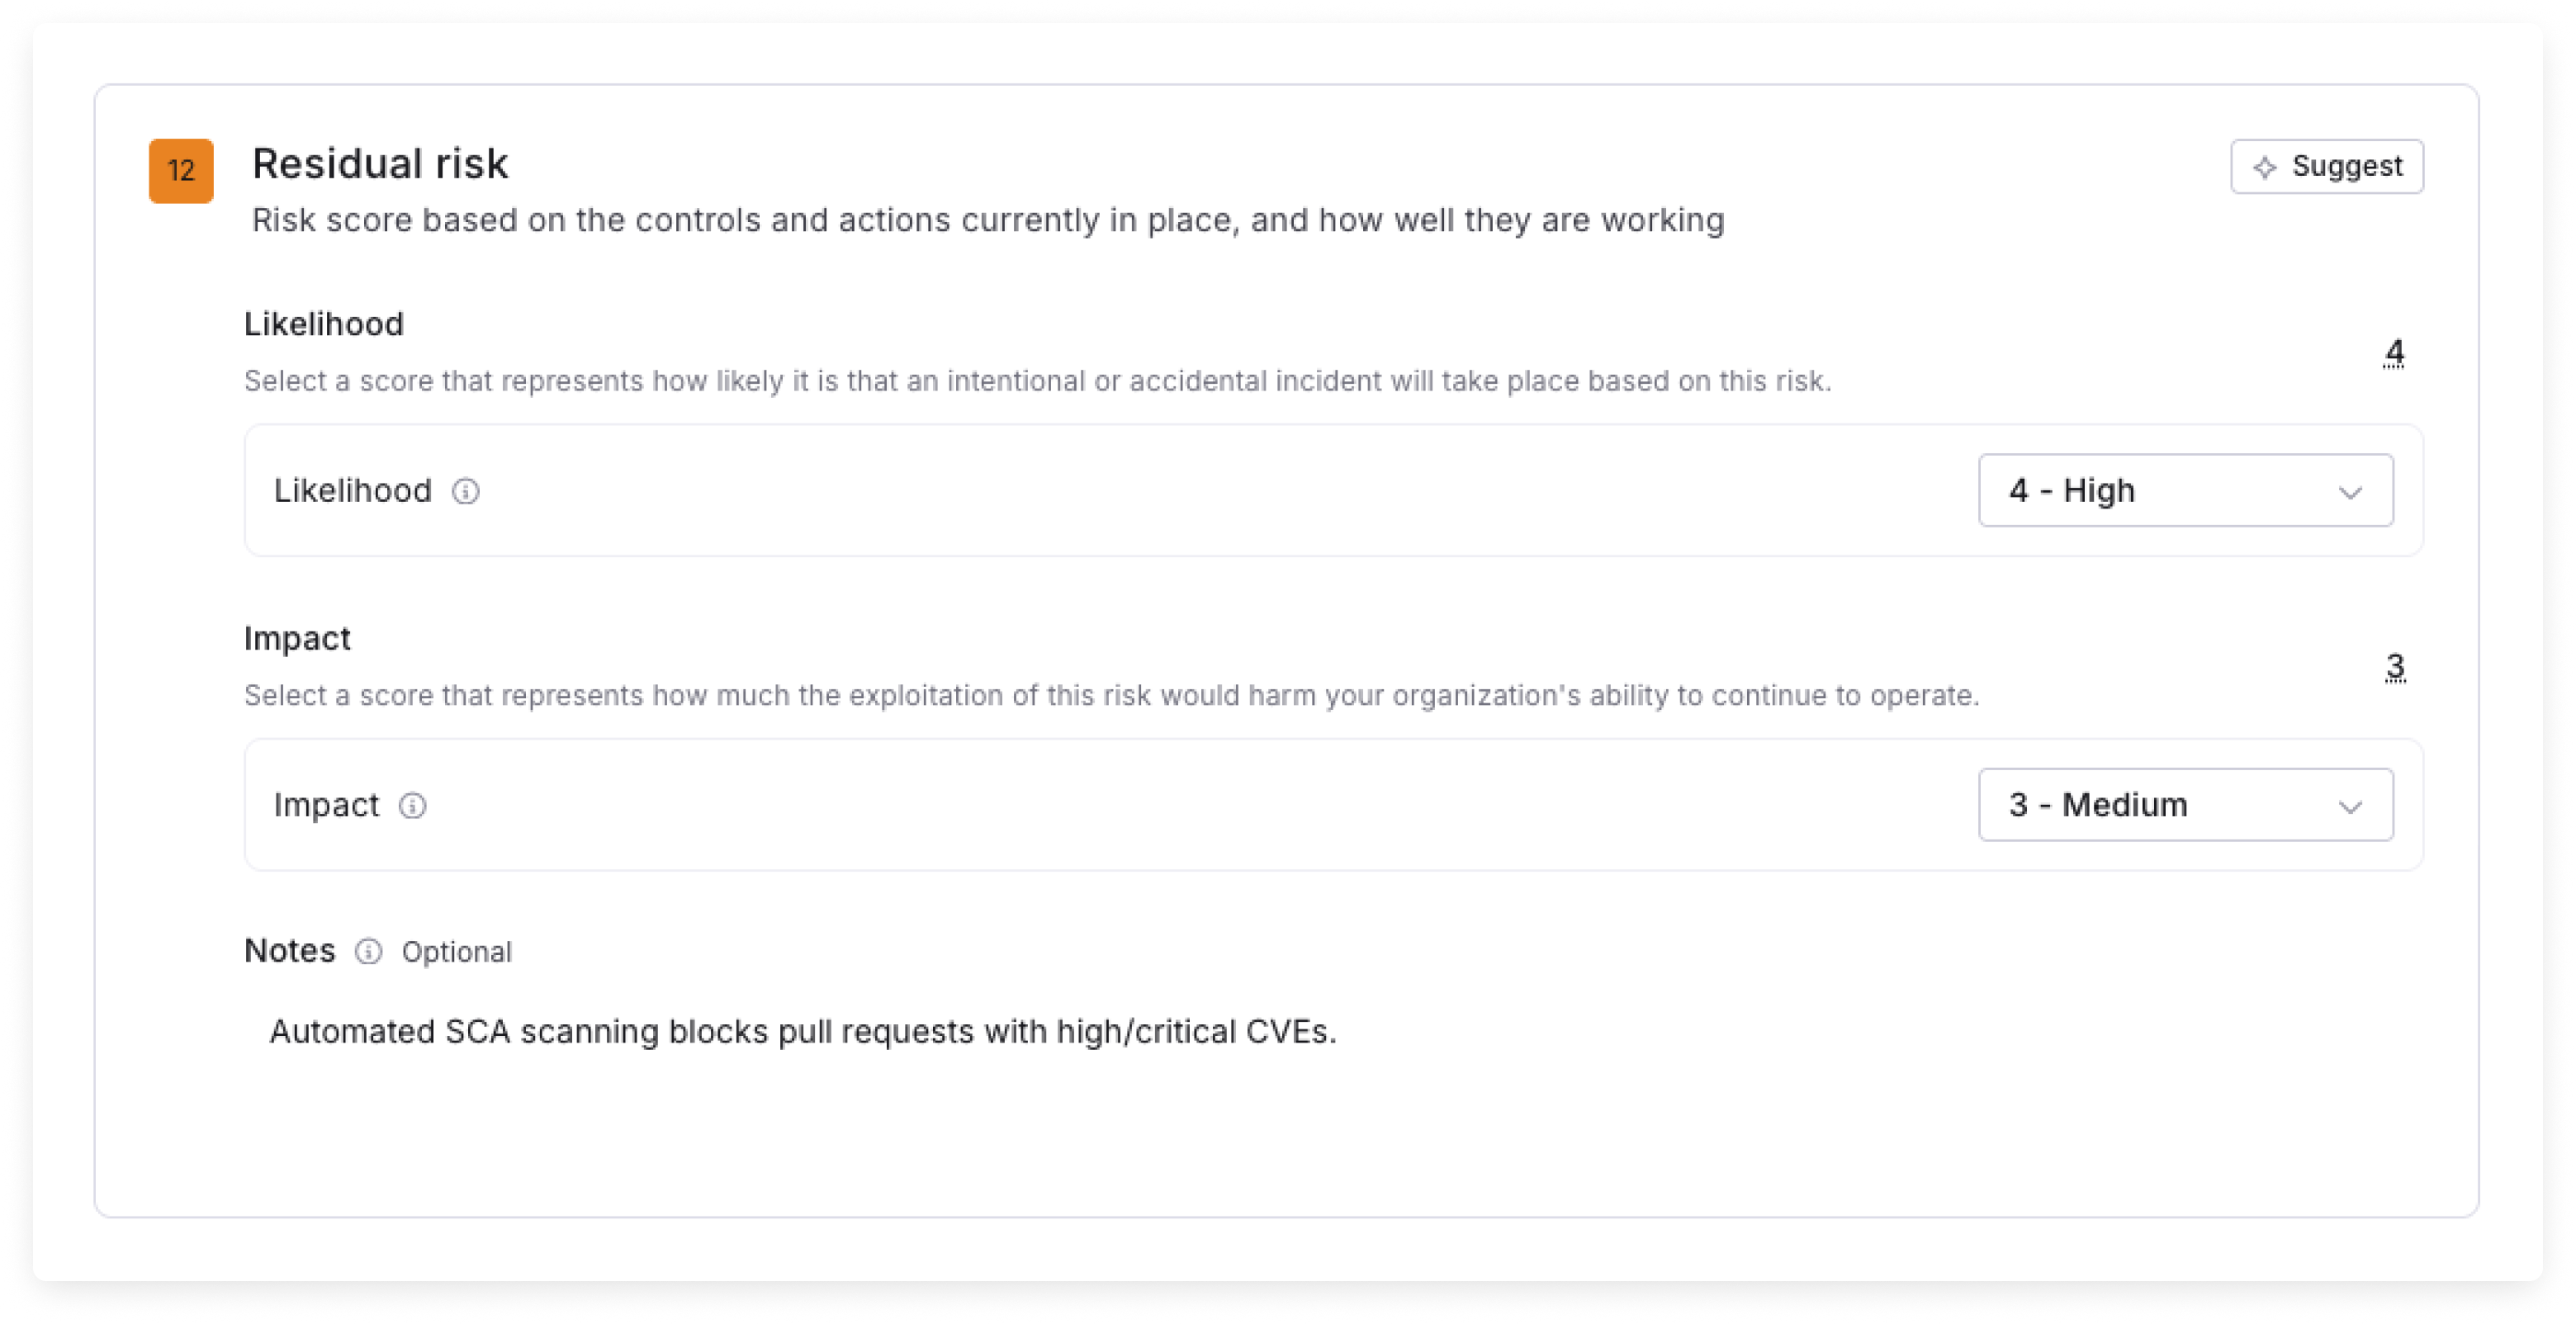 12
Residual risk
Suggest
Risk score based on the controls and actions currently in place, and how well they are working
Likelihood
4
Select a score that represents how likely it is that an intentional or accidental incident will take place based on this risk.
Likelihood
4 - High
Impact
3
Select a score that represents how much the exploitation of this risk would harm your organization's ability to continue to operate.
Impact
3 - Medium
Notes Optional
Automated SCA scanning blocks pull requests with high/critical CVEs.